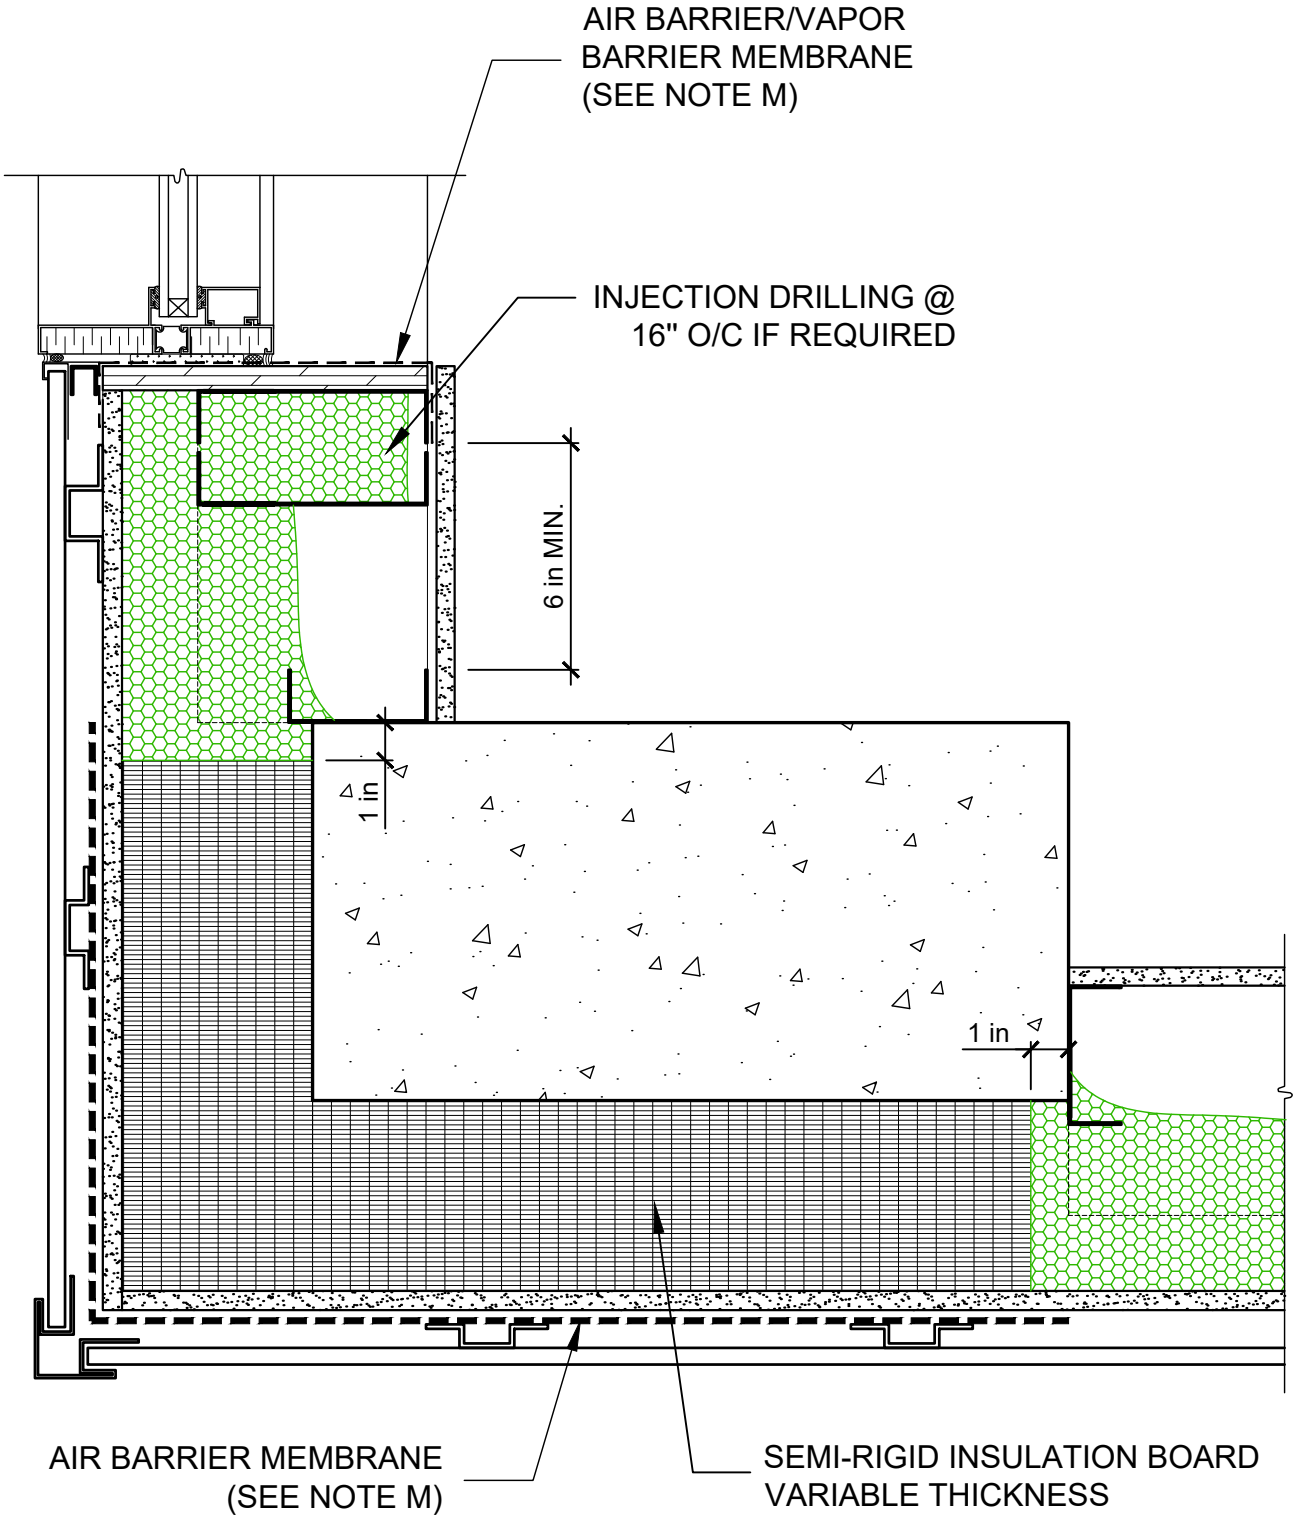 AIR BARRIER/VAPOR
BARRIER MEMBRANE
(SEE NOTE M)
INJECTION DRILLING @
16" O/C IF REQUIRED
6 in MIN.
1 in
1 in
AIR BARRIER MEMBRANE
(SEE NOTE M)
SEMI-RIGID INSULATION BOARD
VARIABLE THICKNESS